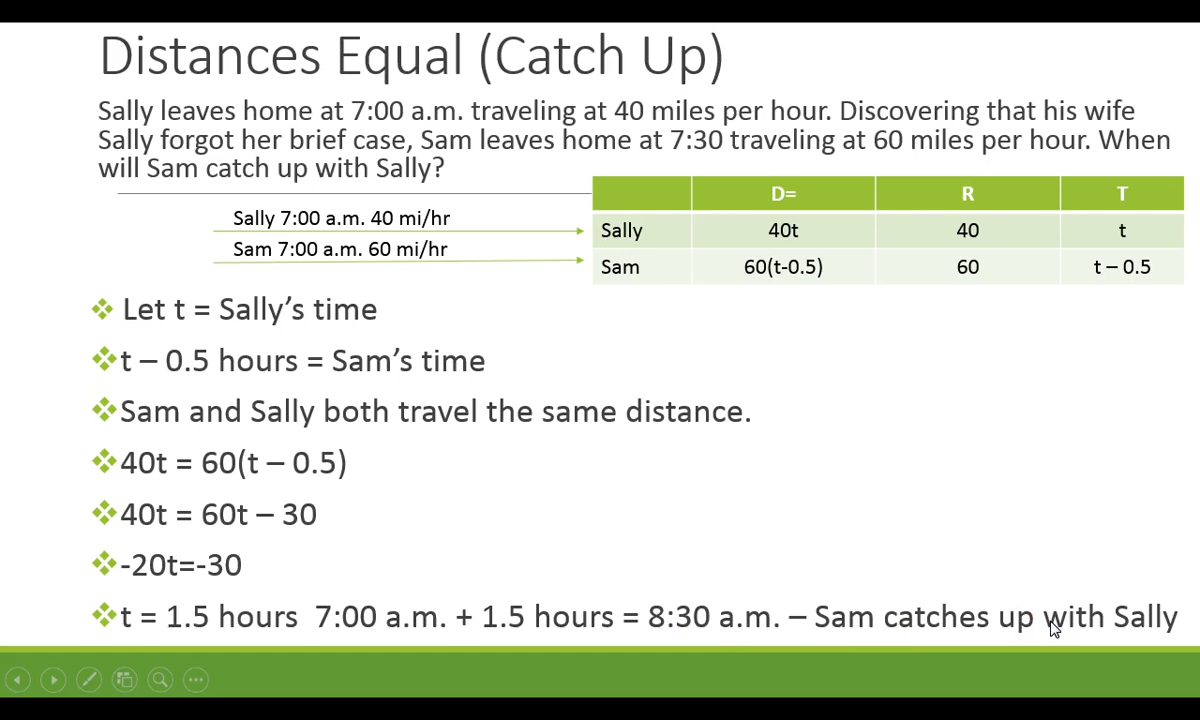 Distances Equal (Catch Up)
Sally leaves home at 7:00 a.m. traveling at 40 miles per hour. Discovering that his wife
Sally forgot her brief case, Sam leaves home at 7:30 traveling at 60 miles per hour. When
will Sam catch up with Sally?
D= R T
Sally 7:00 a.m. 40 mi/hr
Sally 40t 40 t
Sam 7:00 a.m. 60 mi/hr
Sam 60(t-0.5) 60 t – 0.5
Let t = Sally’s time
t – 0.5 hours = Sam’s time
Sam and Sally both travel the same distance.
40t = 60(t – 0.5)
40t = 60t – 30
-20t=-30
t = 1.5 hours  7:00 a.m. + 1.5 hours = 8:30 a.m. – Sam catches up with Sally